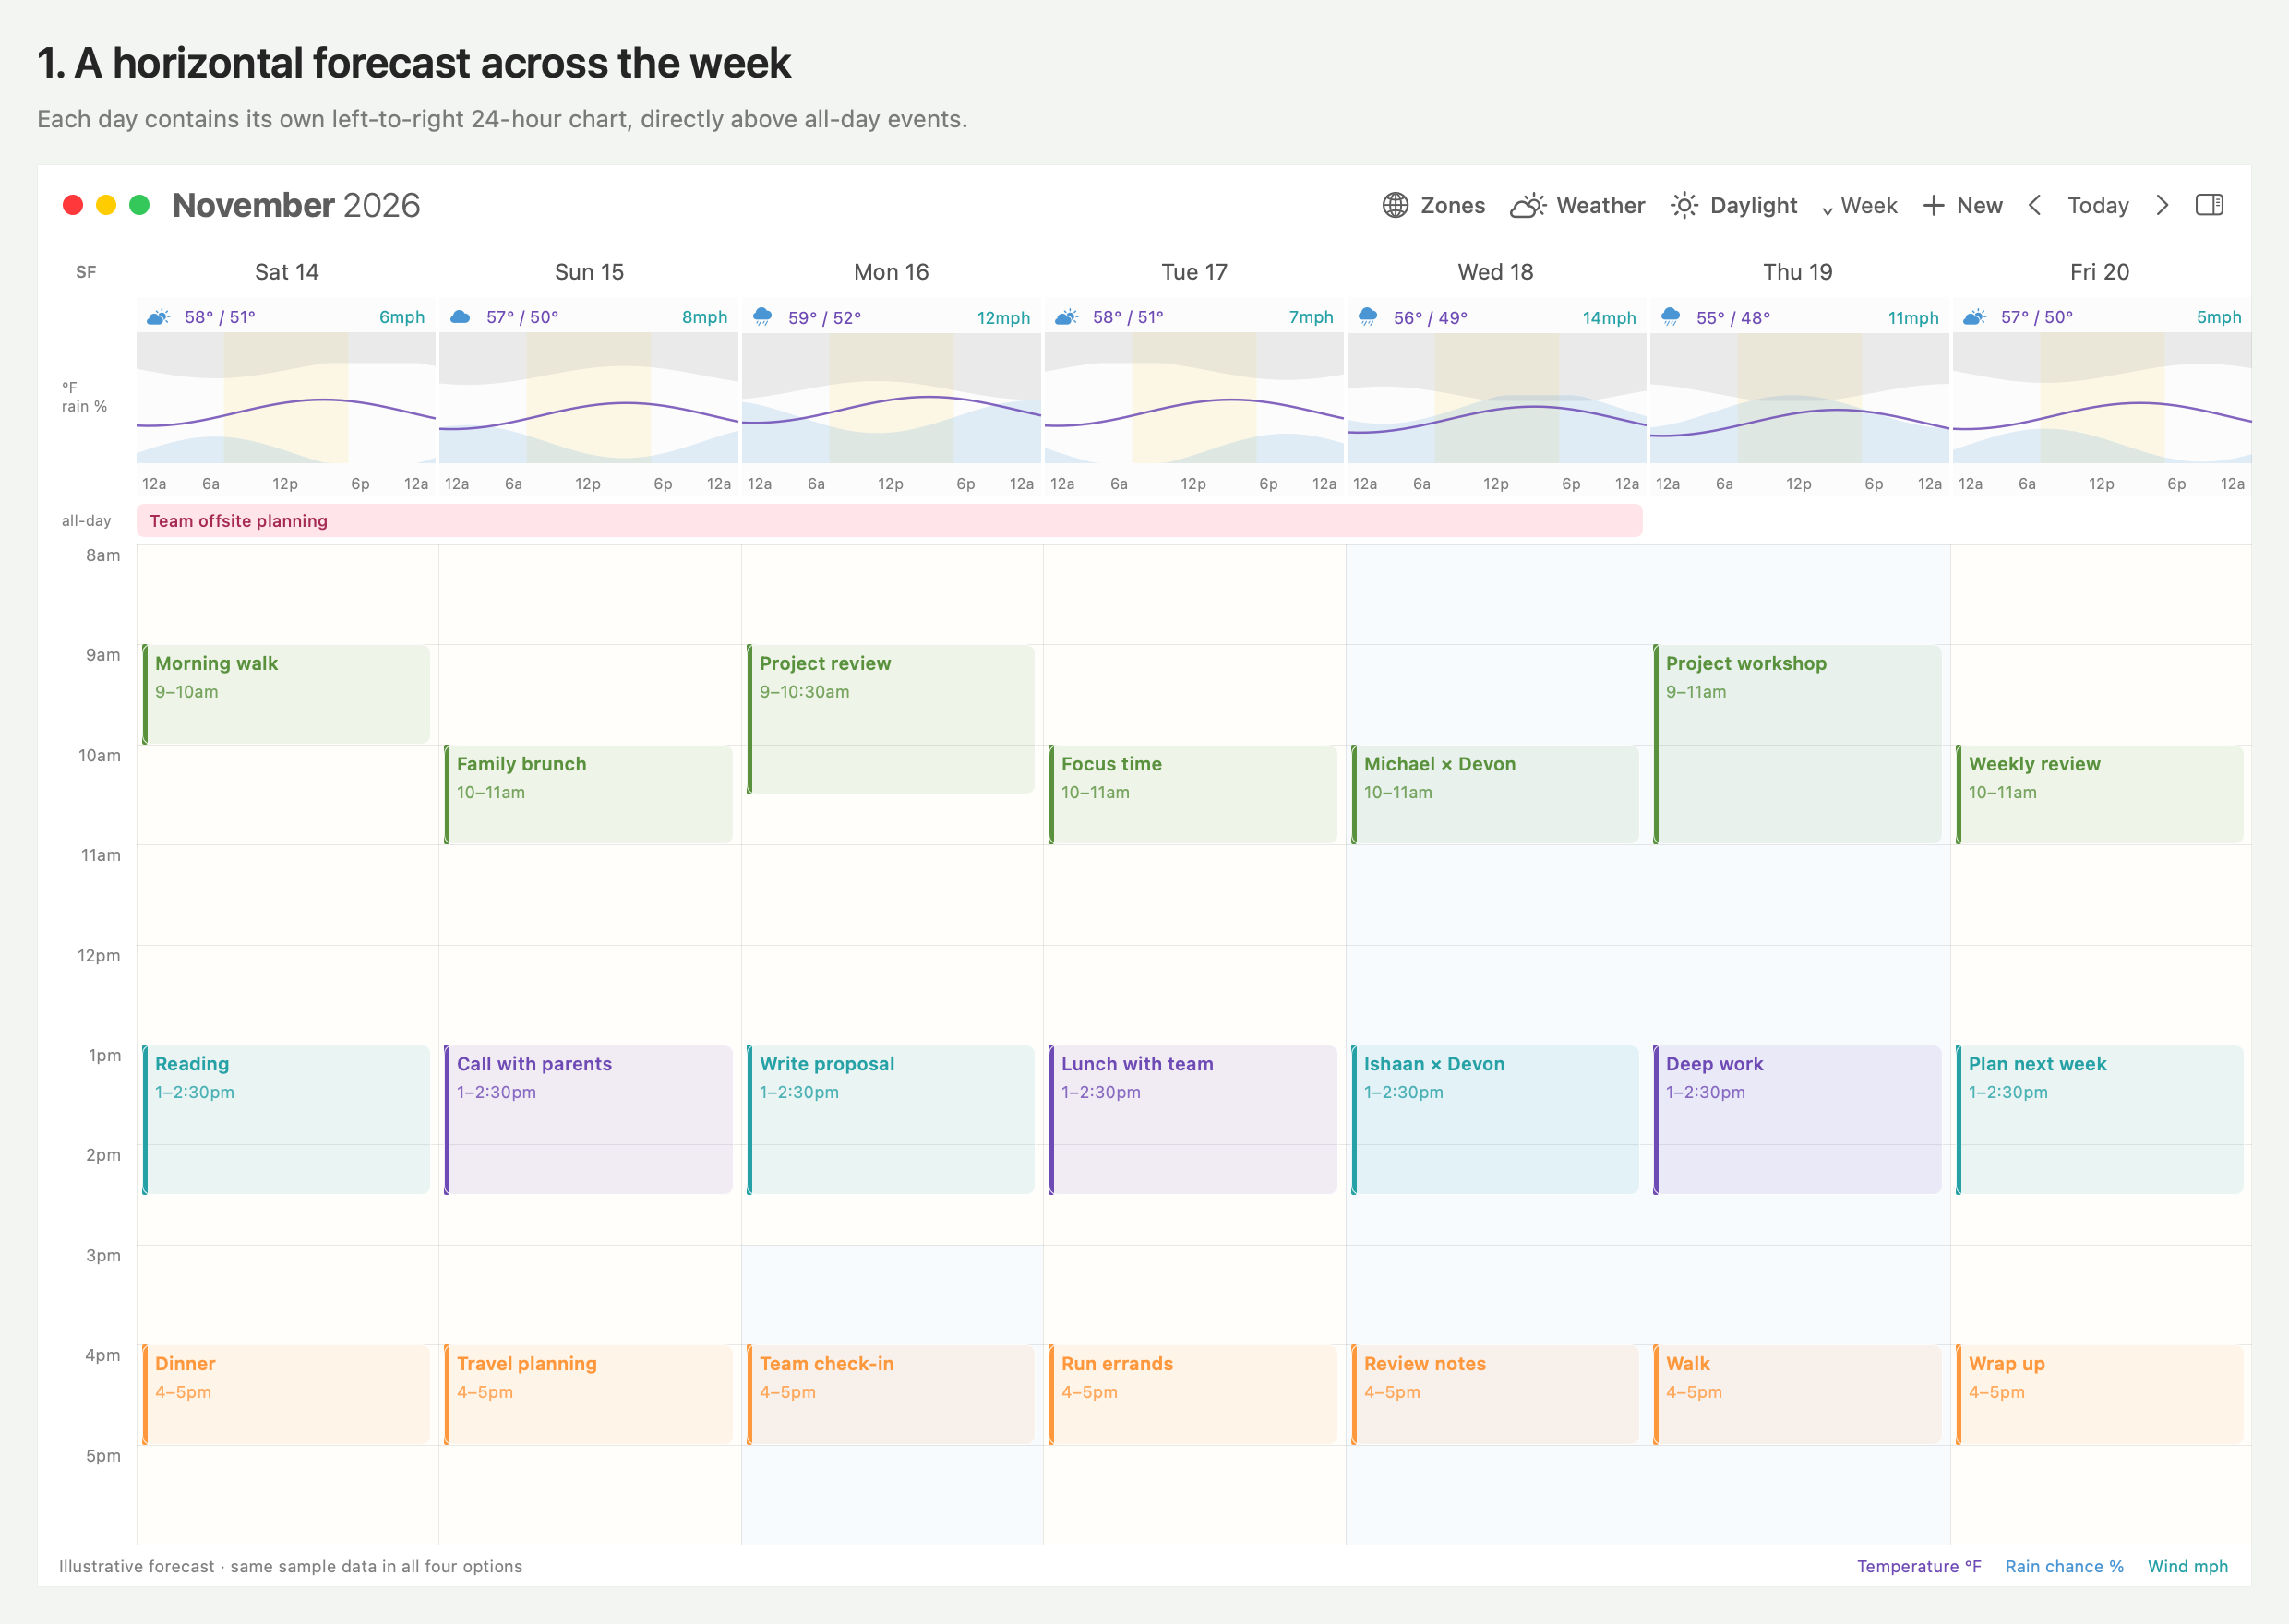 1. A horizontal forecast across the week
Each day contains its own left-to-right 24-hour chart, directly above all-day events.
November 2026
Zones Weather Daylight Week New Today
SF Sat 14 Sun 15 Mon 16 Tue 17 Wed 18 Thu 19 Fri 20
58° / 51° 6mph 57° / 50° 8mph 59° / 52° 12mph 58° / 51° 7mph 56° / 49° 14mph 55° / 48° 11mph 57° / 50° 5mph
°F
rain %
12a 6a 12p 6p 12a 12a 6a 12p 6p 12a 12a 6a 12p 6p 12a 12a 6a 12p 6p 12a 12a 6a 12p 6p 12a 12a 6a 12p 6p 12a 12a 6a 12p 6p 12a
all-day Team offsite planning
8am
9am Morning walk Project review Project workshop
9–10am 9–10:30am 9–11am
10am Family brunch Focus time Michael × Devon Weekly review
10–11am 10–11am 10–11am 10–11am
11am
12pm
1pm Reading Call with parents Write proposal Lunch with team Ishaan × Devon Deep work Plan next week
1–2:30pm 1–2:30pm 1–2:30pm 1–2:30pm 1–2:30pm 1–2:30pm 1–2:30pm
2pm
3pm
4pm Dinner Travel planning Team check-in Run errands Review notes Walk Wrap up
4–5pm 4–5pm 4–5pm 4–5pm 4–5pm 4–5pm 4–5pm
5pm
Illustrative forecast · same sample data in all four options Temperature °F Rain chance % Wind mph